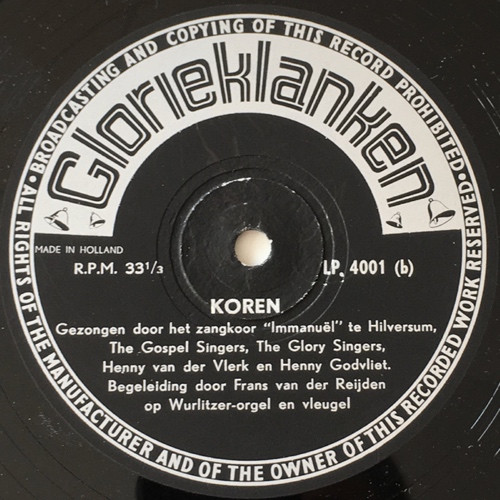 · ALL RIGHTS OF THE MANUFACTURER AND OF THE OWNER OF THIS RECORDED WORK RESERVED · BROADCASTING AND COPYING OF THIS RECORD PROHIBITED
Glorieklanken
MADE IN HOLLAND
R.P.M. 33 1/3
LP. 4001 (b)
KOREN
Gezongen door het zangkoor "Immanuël" te Hilversum,
The Gospel Singers, The Glory Singers,
Henny van der Vlerk en Henny Godvliet.
Begeleiding door Frans van der Reijden
op Wurlitzer-orgel en vleugel